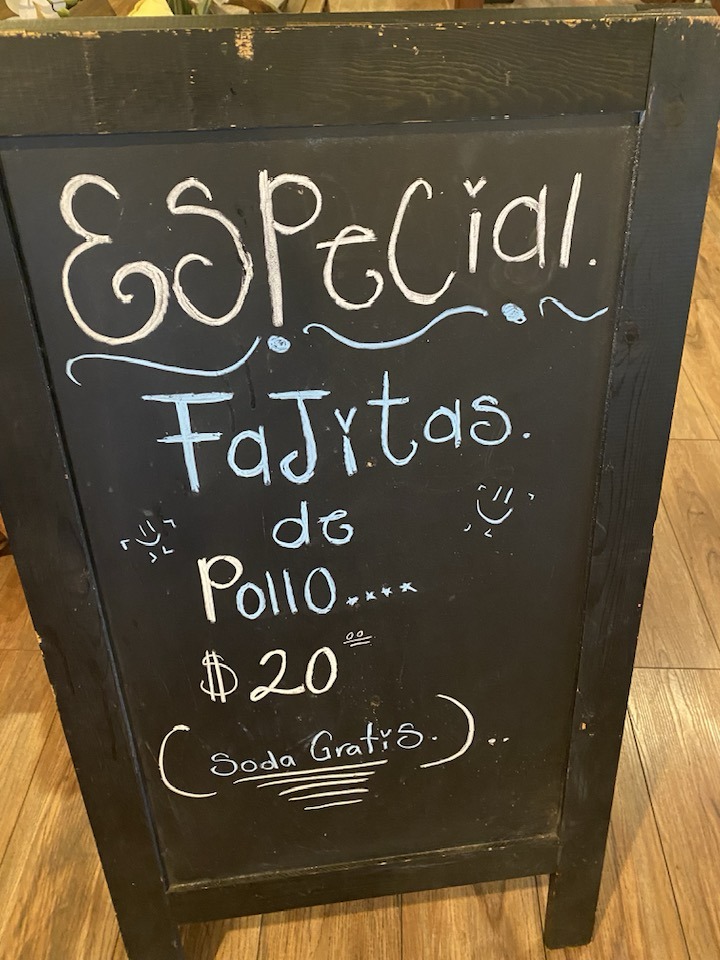 ESPeCial.
FaJitas.
de
Pollo....
$20 00
(Soda Gratis.)..